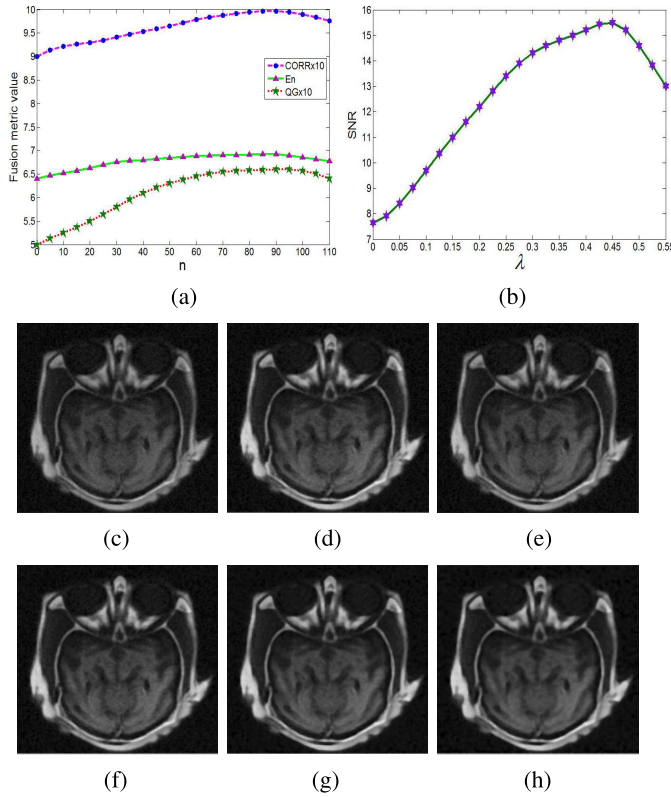 10
9.5
9
8.5
8
7.5
7
6.5
6
5.5
5
Fusion metric value
CORRx10
En
QGx10
0 10 20 30 40 50 60 70 80 90 100 110
n
(a)
16
15
14
13
12
11
10
9
8
7
SNR
0 0.05 0.1 0.15 0.2 0.25 0.3 0.35 0.4 0.45 0.5 0.55
λ
(b)
(c) (d) (e)
(f) (g) (h)